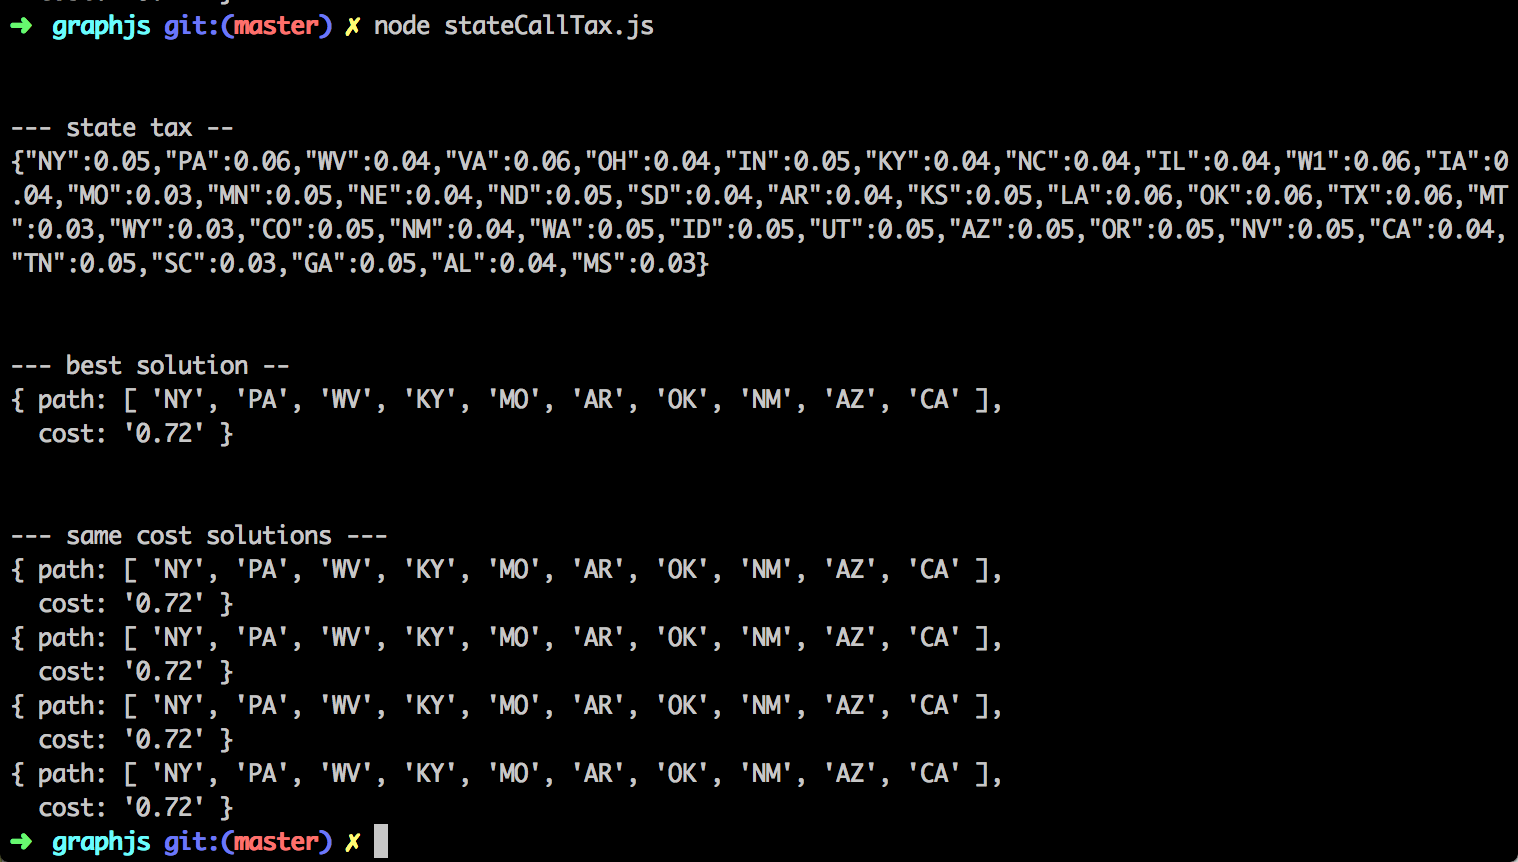 ➜  graphjs git:(master) ✗ node stateCallTax.js
--- state tax --
{"NY":0.05,"PA":0.06,"WV":0.04,"VA":0.06,"OH":0.04,"IN":0.05,"KY":0.04,"NC":0.04,"IL":0.04,"W1":0.06,"IA":0
.04,"MO":0.03,"MN":0.05,"NE":0.04,"ND":0.05,"SD":0.04,"AR":0.04,"KS":0.05,"LA":0.06,"OK":0.06,"TX":0.06,"MT
":0.03,"WY":0.03,"CO":0.05,"NM":0.04,"WA":0.05,"ID":0.05,"UT":0.05,"AZ":0.05,"OR":0.05,"NV":0.05,"CA":0.04,
"TN":0.05,"SC":0.03,"GA":0.05,"AL":0.04,"MS":0.03}
--- best solution --
{ path: [ 'NY', 'PA', 'WV', 'KY', 'MO', 'AR', 'OK', 'NM', 'AZ', 'CA' ],
  cost: '0.72' }
--- same cost solutions ---
{ path: [ 'NY', 'PA', 'WV', 'KY', 'MO', 'AR', 'OK', 'NM', 'AZ', 'CA' ],
  cost: '0.72' }
{ path: [ 'NY', 'PA', 'WV', 'KY', 'MO', 'AR', 'OK', 'NM', 'AZ', 'CA' ],
  cost: '0.72' }
{ path: [ 'NY', 'PA', 'WV', 'KY', 'MO', 'AR', 'OK', 'NM', 'AZ', 'CA' ],
  cost: '0.72' }
{ path: [ 'NY', 'PA', 'WV', 'KY', 'MO', 'AR', 'OK', 'NM', 'AZ', 'CA' ],
  cost: '0.72' }
➜  graphjs git:(master) ✗